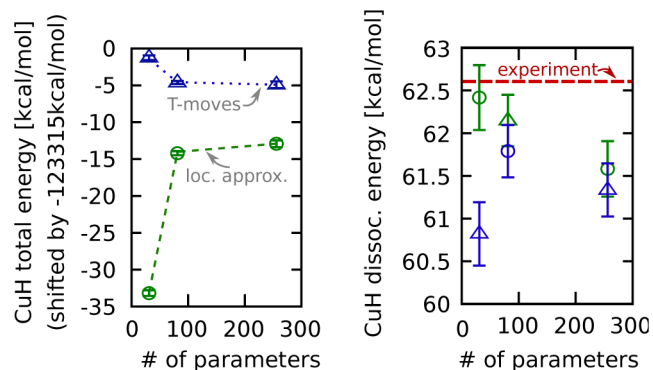 CuH total energy [kcal/mol]
(shifted by -123315kcal/mol)
0
-5
-10
-15
-20
-25
-30
-35
T-moves
loc. approx.
0 100 200 300
# of parameters
CuH dissoc. energy [kcal/mol]
63
62.5
62
61.5
61
60.5
60
experiment
0 100 200 300
# of parameters